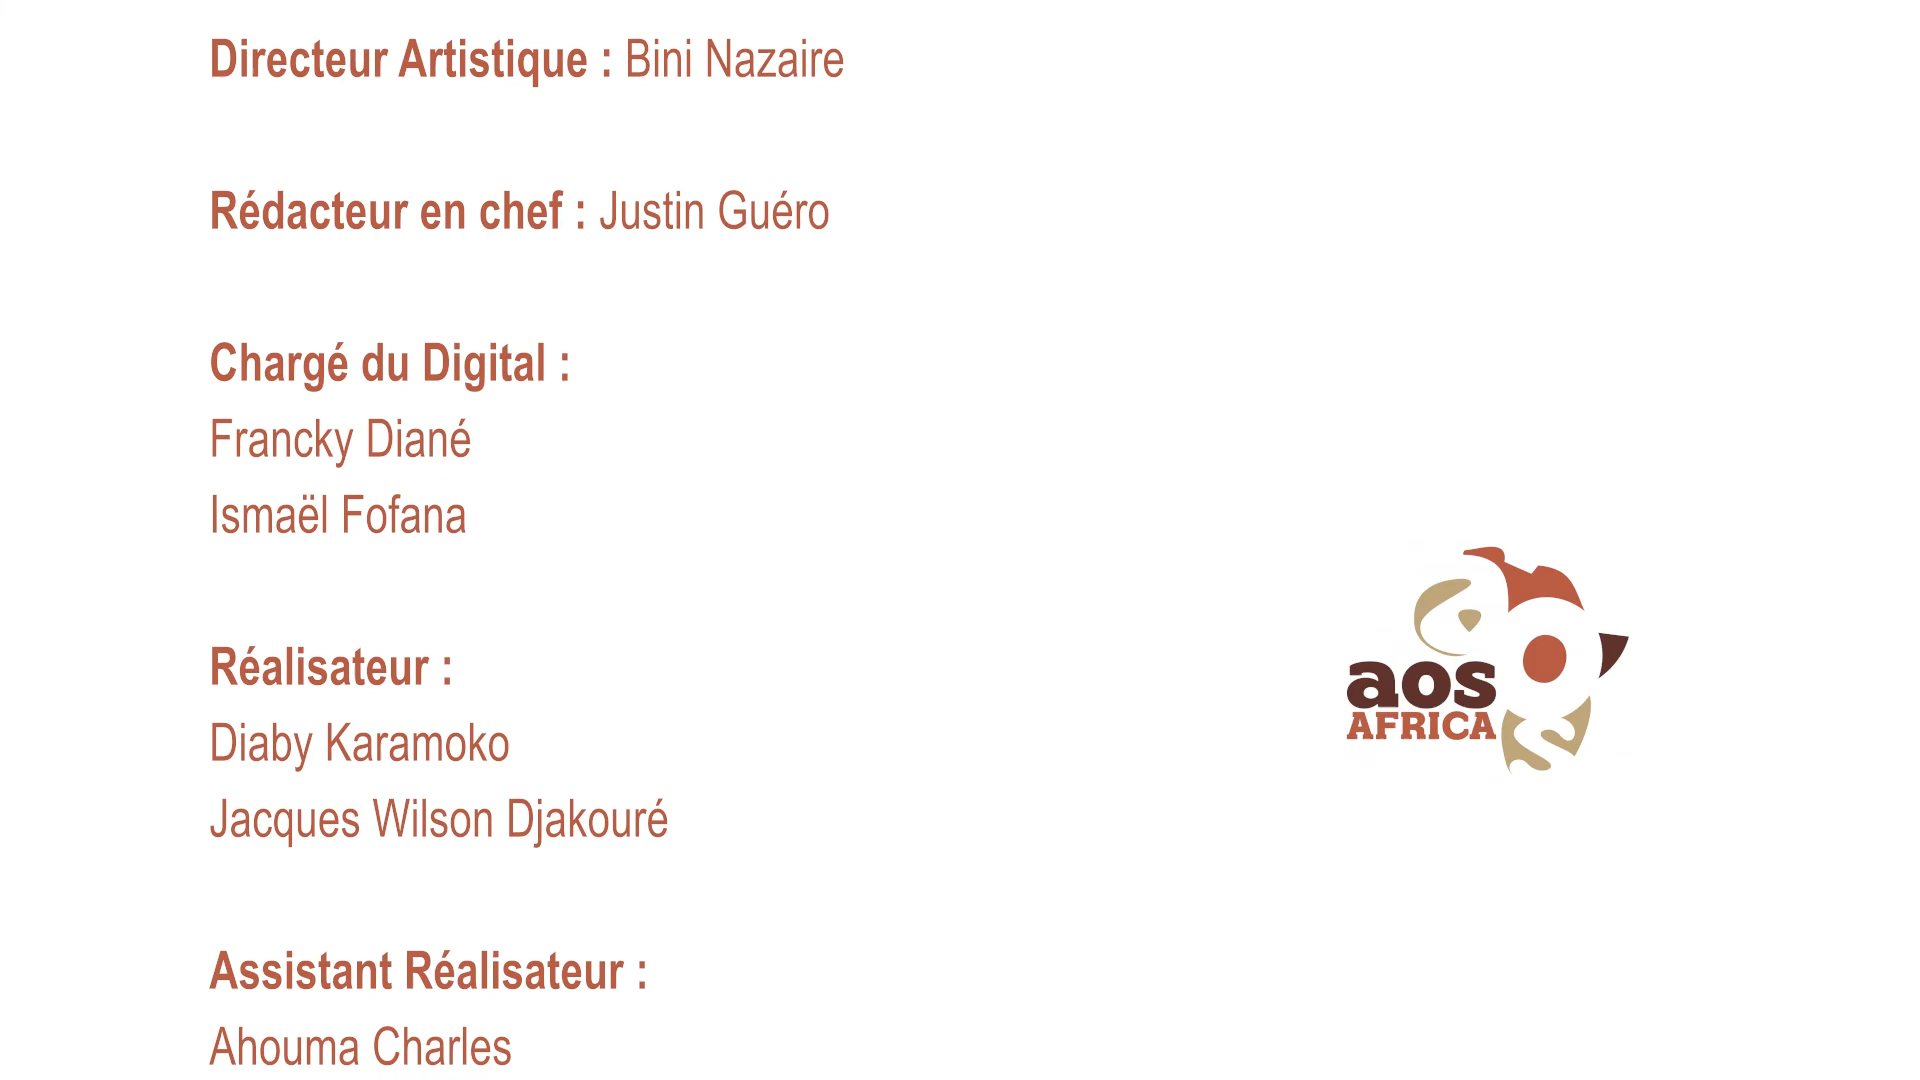 Directeur Artistique : Bini Nazaire
Rédacteur en chef : Justin Guéro
Chargé du Digital :
Francky Diané
Ismaël Fofana
Réalisateur :
Diaby Karamoko
Jacques Wilson Djakouré
Assistant Réalisateur :
Ahouma Charles
aos
AFRICA